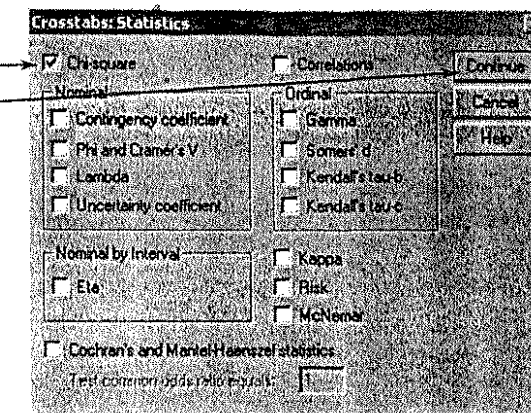 Crosstabs: Statistics
Chi-square
Correlations
Continue
Nominal
Ordinal
Cancel
Contingency coefficient
Gamma
Help
Phi and Cramer's V
Somers' d
Lambda
Kendall's tau-b
Uncertainty coefficient
Kendall's tau-c
Nominal by Interval
Kappa
Eta
Risk
McNemar
Cochran's and Mantel-Haenszel statistics
Test common odds ratio equals:
1